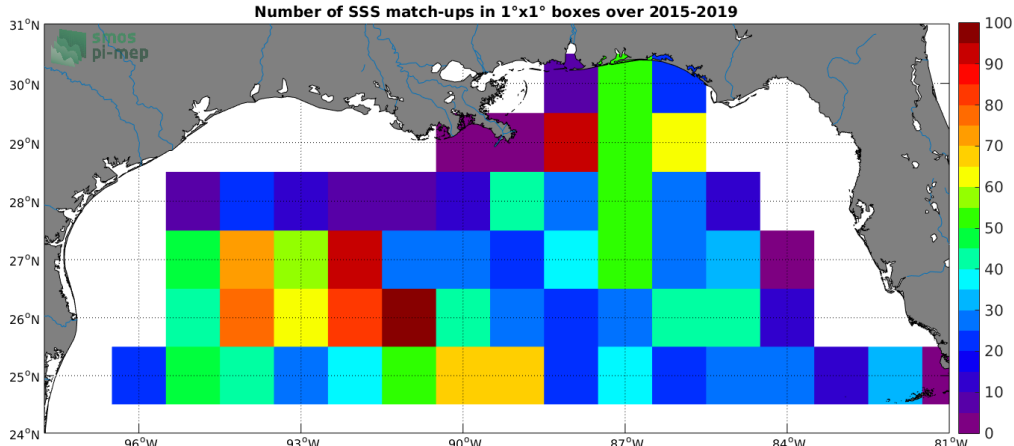 Number of SSS match-ups in 1°x1° boxes over 2015-2019
smos
pi-mep
31°N
30°N
29°N
28°N
27°N
26°N
25°N
24°N
96°W
93°W
90°W
87°W
84°W
81°W
100
90
80
70
60
50
40
30
20
10
0